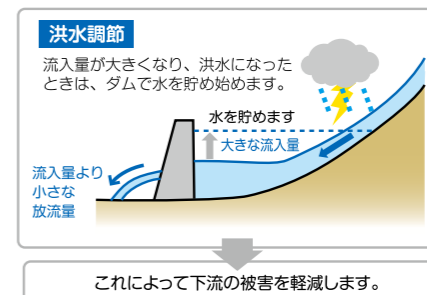 洪水調節
流入量が大きくなり、洪水になった
ときは、ダムで水を貯め始めます。
水を貯めます
大きな流入量
流入量より
小さな
放流量
これによって下流の被害を軽減します。